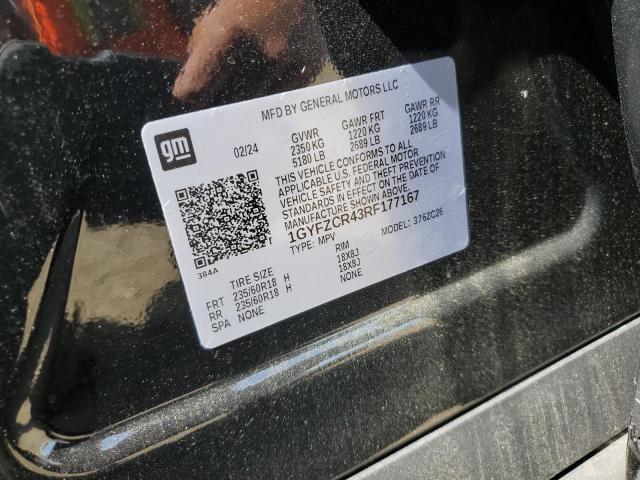 MFD BY GENERAL MOTORS LLC
gm
02/24
GVWR GAWR FRT GAWR RR
2350 KG 1220 KG 1220 KG
5180 LB 2689 LB 2689 LB
THIS VEHICLE CONFORMS TO ALL
APPLICABLE U.S. FEDERAL MOTOR
VEHICLE SAFETY AND THEFT PREVENTION
STANDARDS IN EFFECT ON THE DATE OF
MANUFACTURE SHOWN ABOVE.
1GYFZCR43RF177167
TYPE: MPV MODEL: 3762C26
384A
TIRE SIZE RIM
FRT 235/60R18 H 18X8J
RR 235/60R18 H 18X8J
SPA NONE NONE